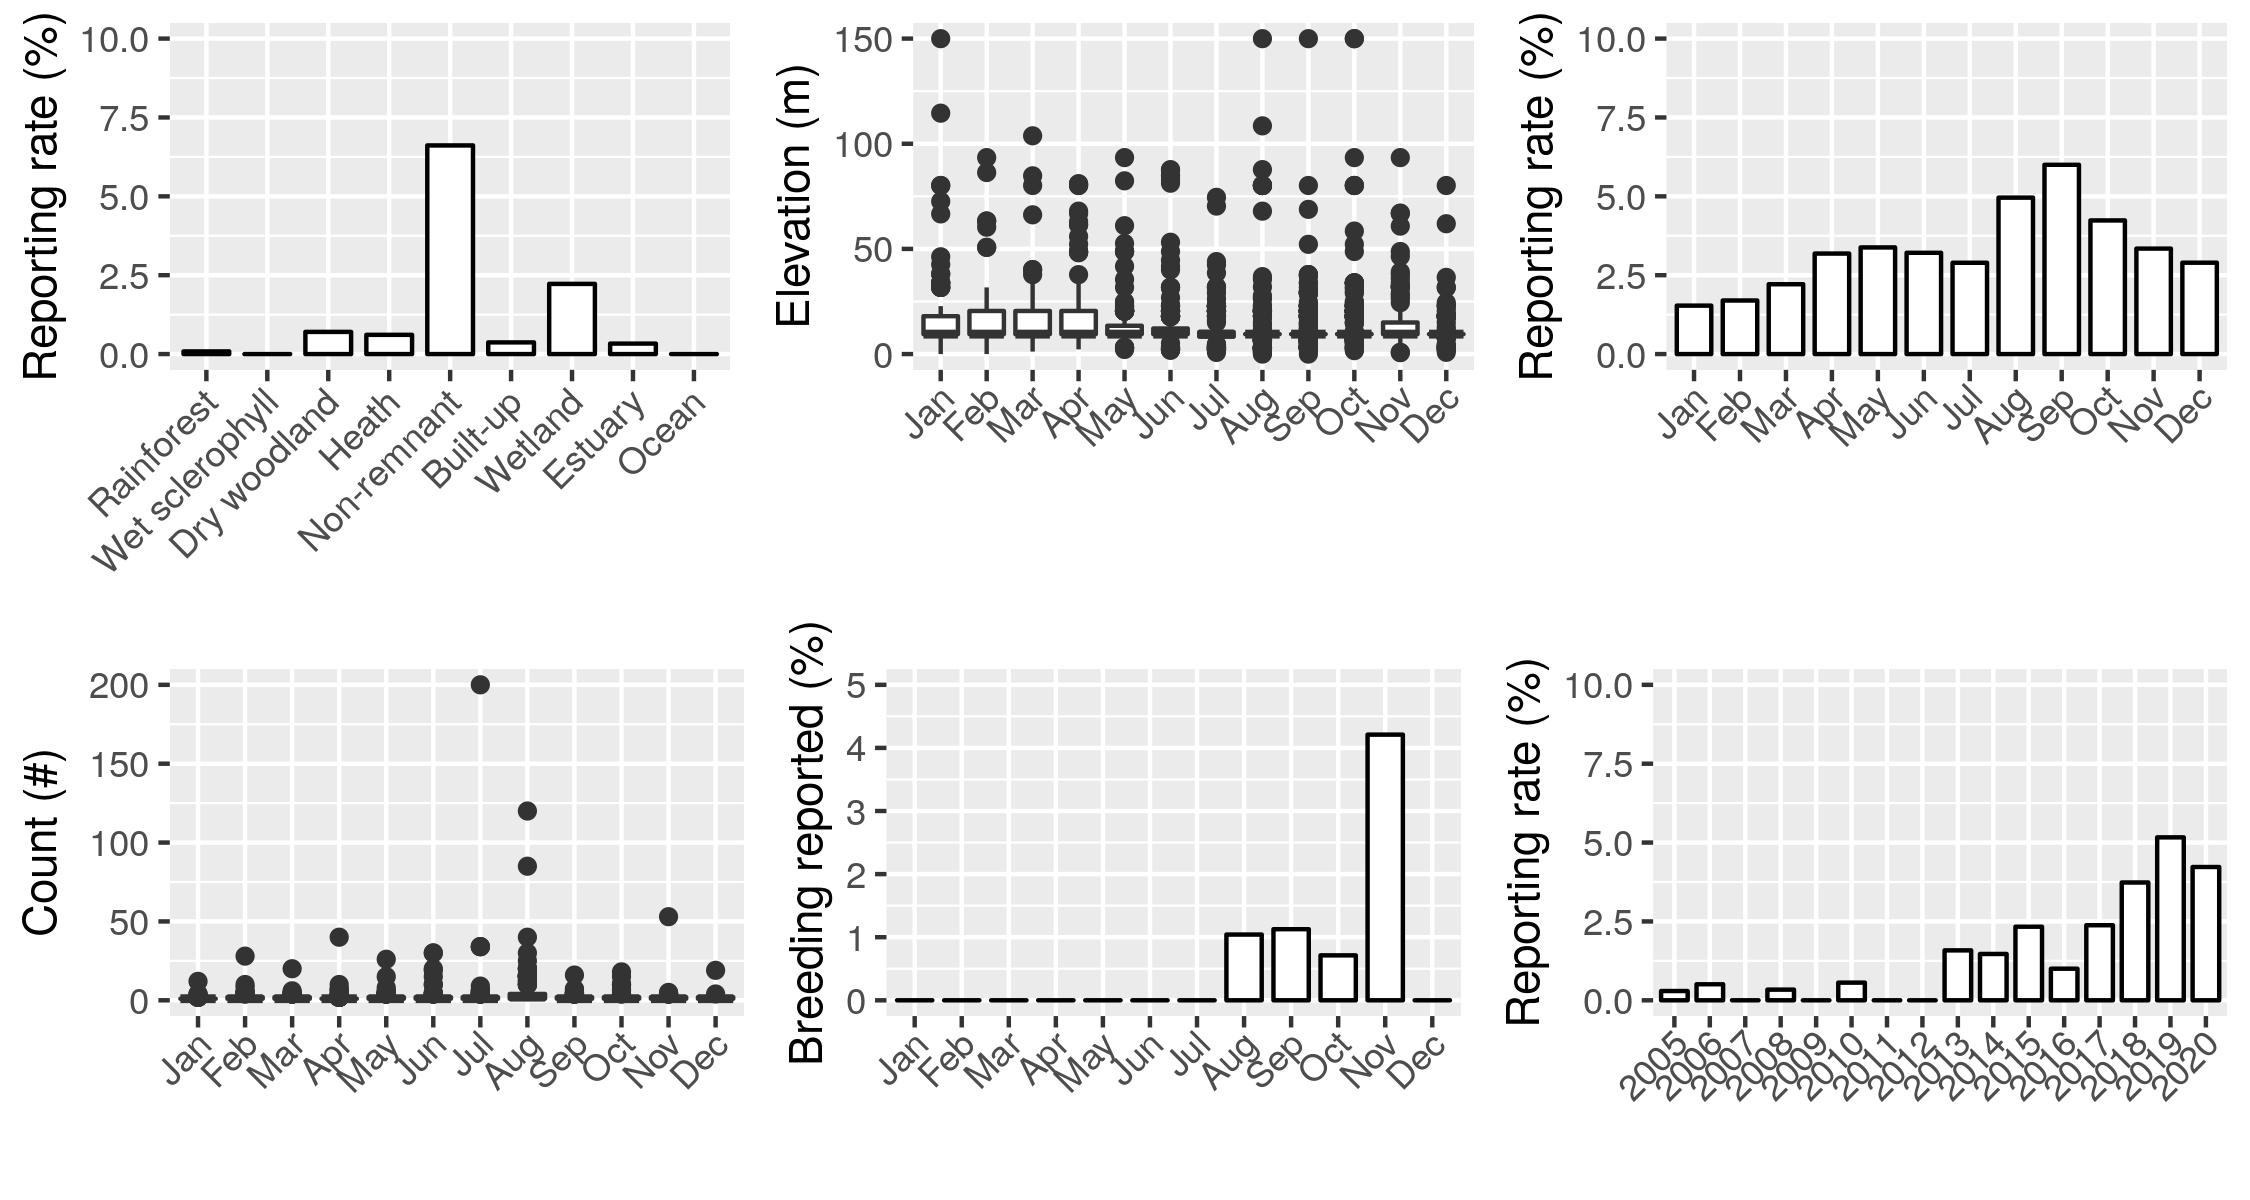 Reporting rate (%)
10.0
7.5
5.0
2.5
0.0
Rainforest
Wet sclerophyll
Dry woodland
Heath
Non-remnant
Built-up
Wetland
Estuary
Ocean
Elevation (m)
150
100
50
0
Jan Feb Mar Apr May Jun Jul Aug Sep Oct Nov Dec
Reporting rate (%)
10.0
7.5
5.0
2.5
0.0
Jan Feb Mar Apr May Jun Jul Aug Sep Oct Nov Dec
Count (#)
200
150
100
50
0
Jan Feb Mar Apr May Jun Jul Aug Sep Oct Nov Dec
Breeding reported (%)
5
4
3
2
1
0
Jan Feb Mar Apr May Jun Jul Aug Sep Oct Nov Dec
Reporting rate (%)
10.0
7.5
5.0
2.5
0.0
2005 2006 2007 2008 2009 2010 2011 2012 2013 2014 2015 2016 2017 2018 2019 2020